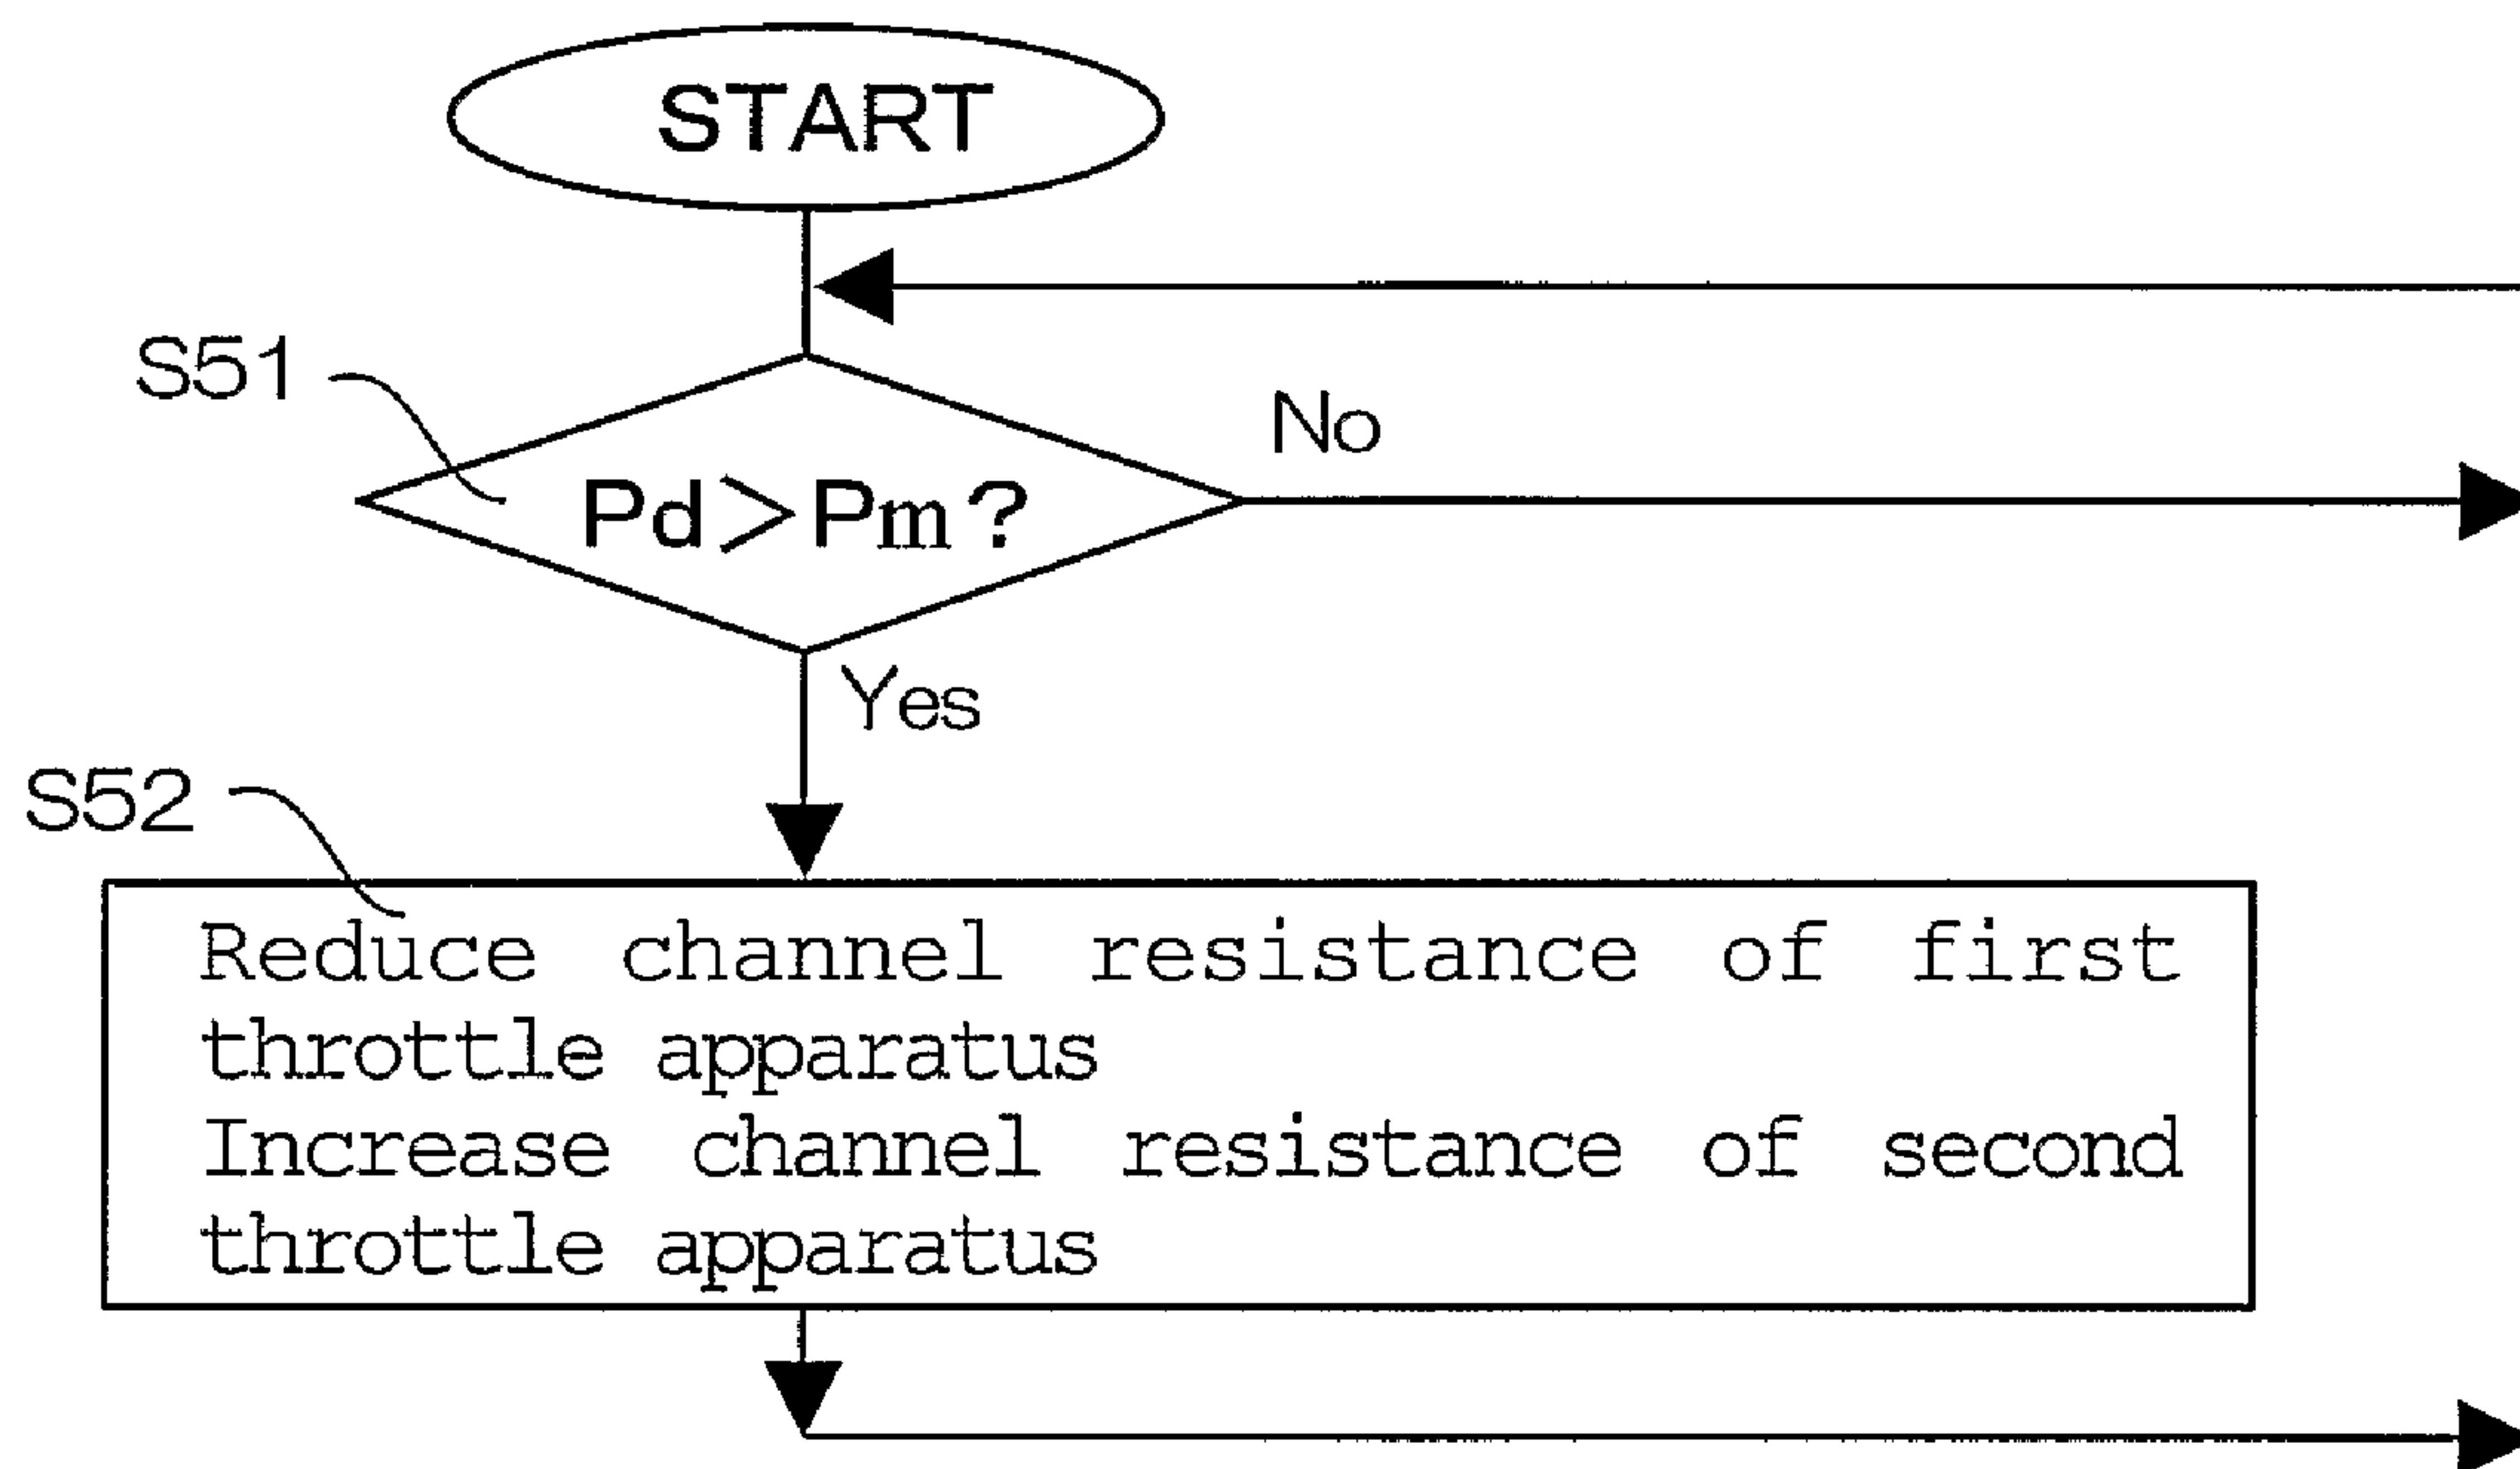 START
S51
No
Pd>Pm?
Yes
S52
Reduce channel resistance of first
throttle apparatus
Increase channel resistance of second
throttle apparatus